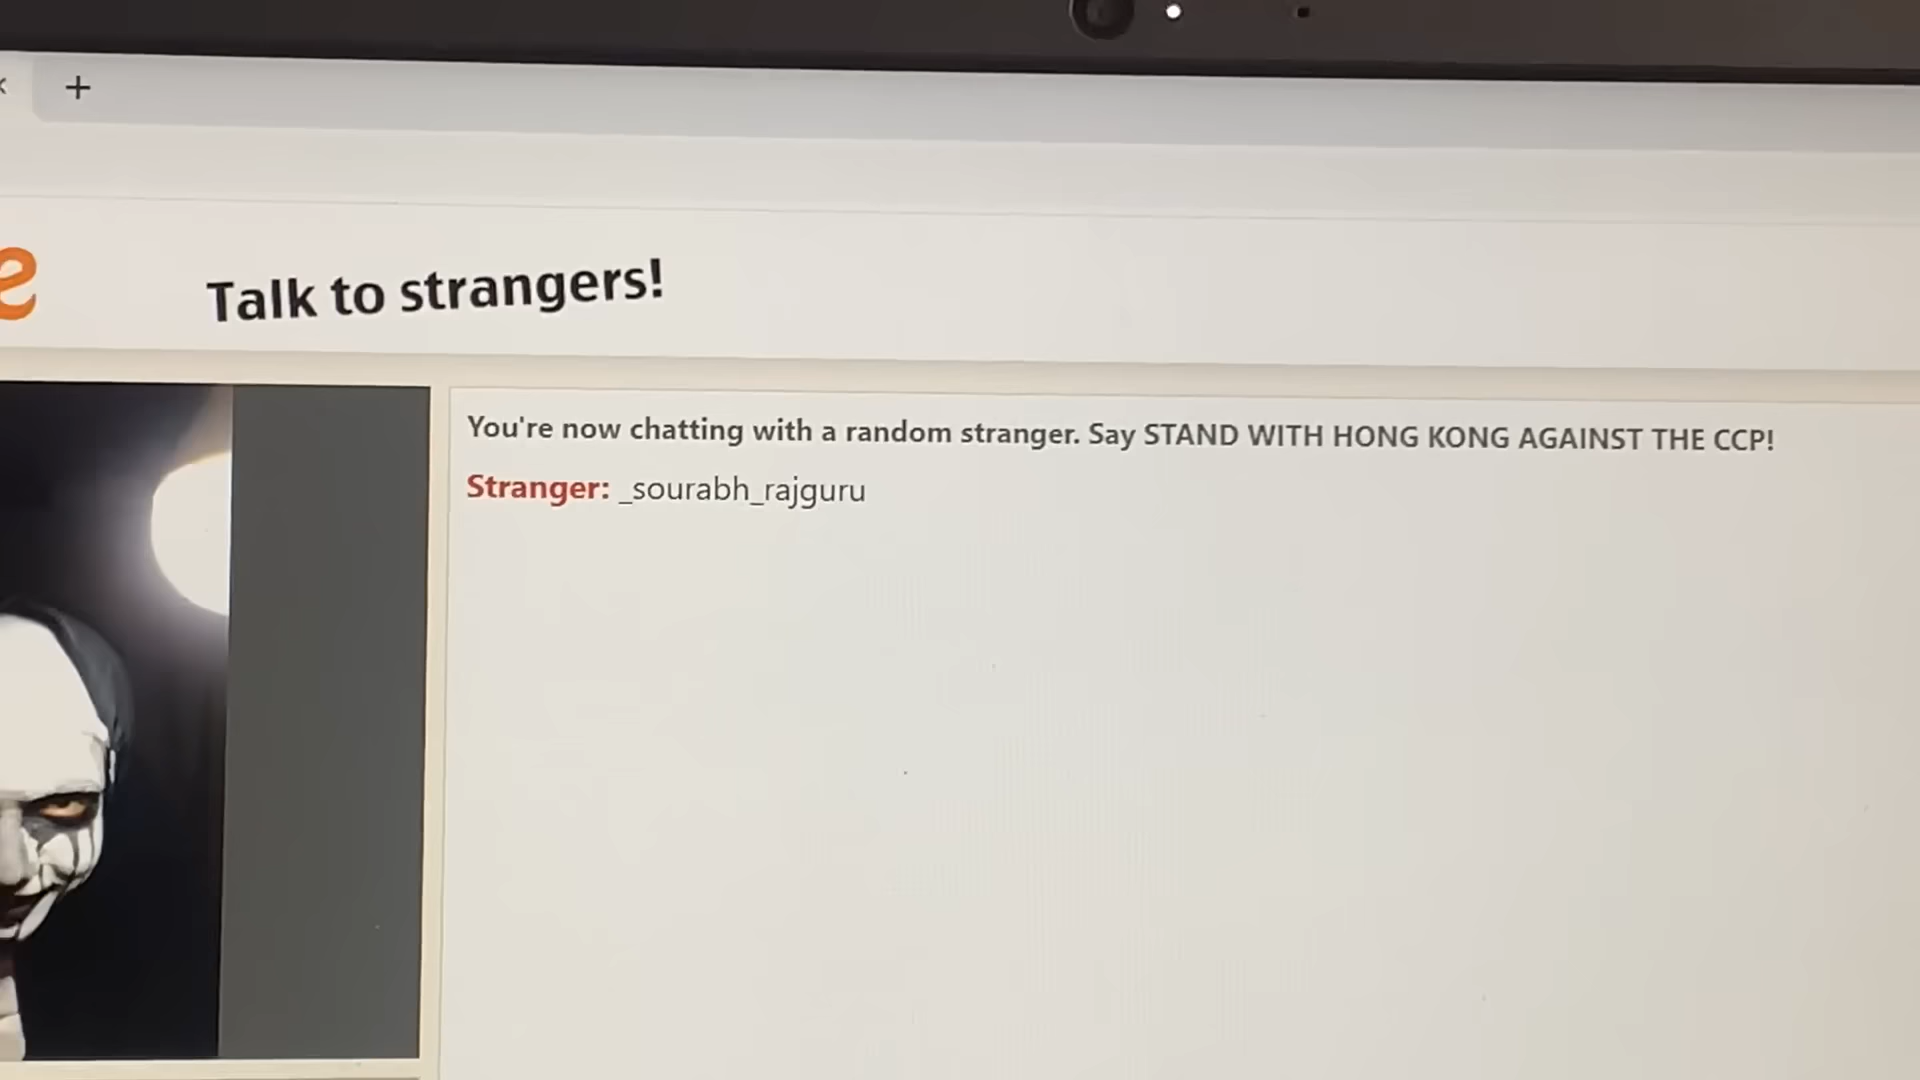 e
Talk to strangers!
You're now chatting with a random stranger. Say STAND WITH HONG KONG AGAINST THE CCP!
Stranger: _sourabh_rajguru